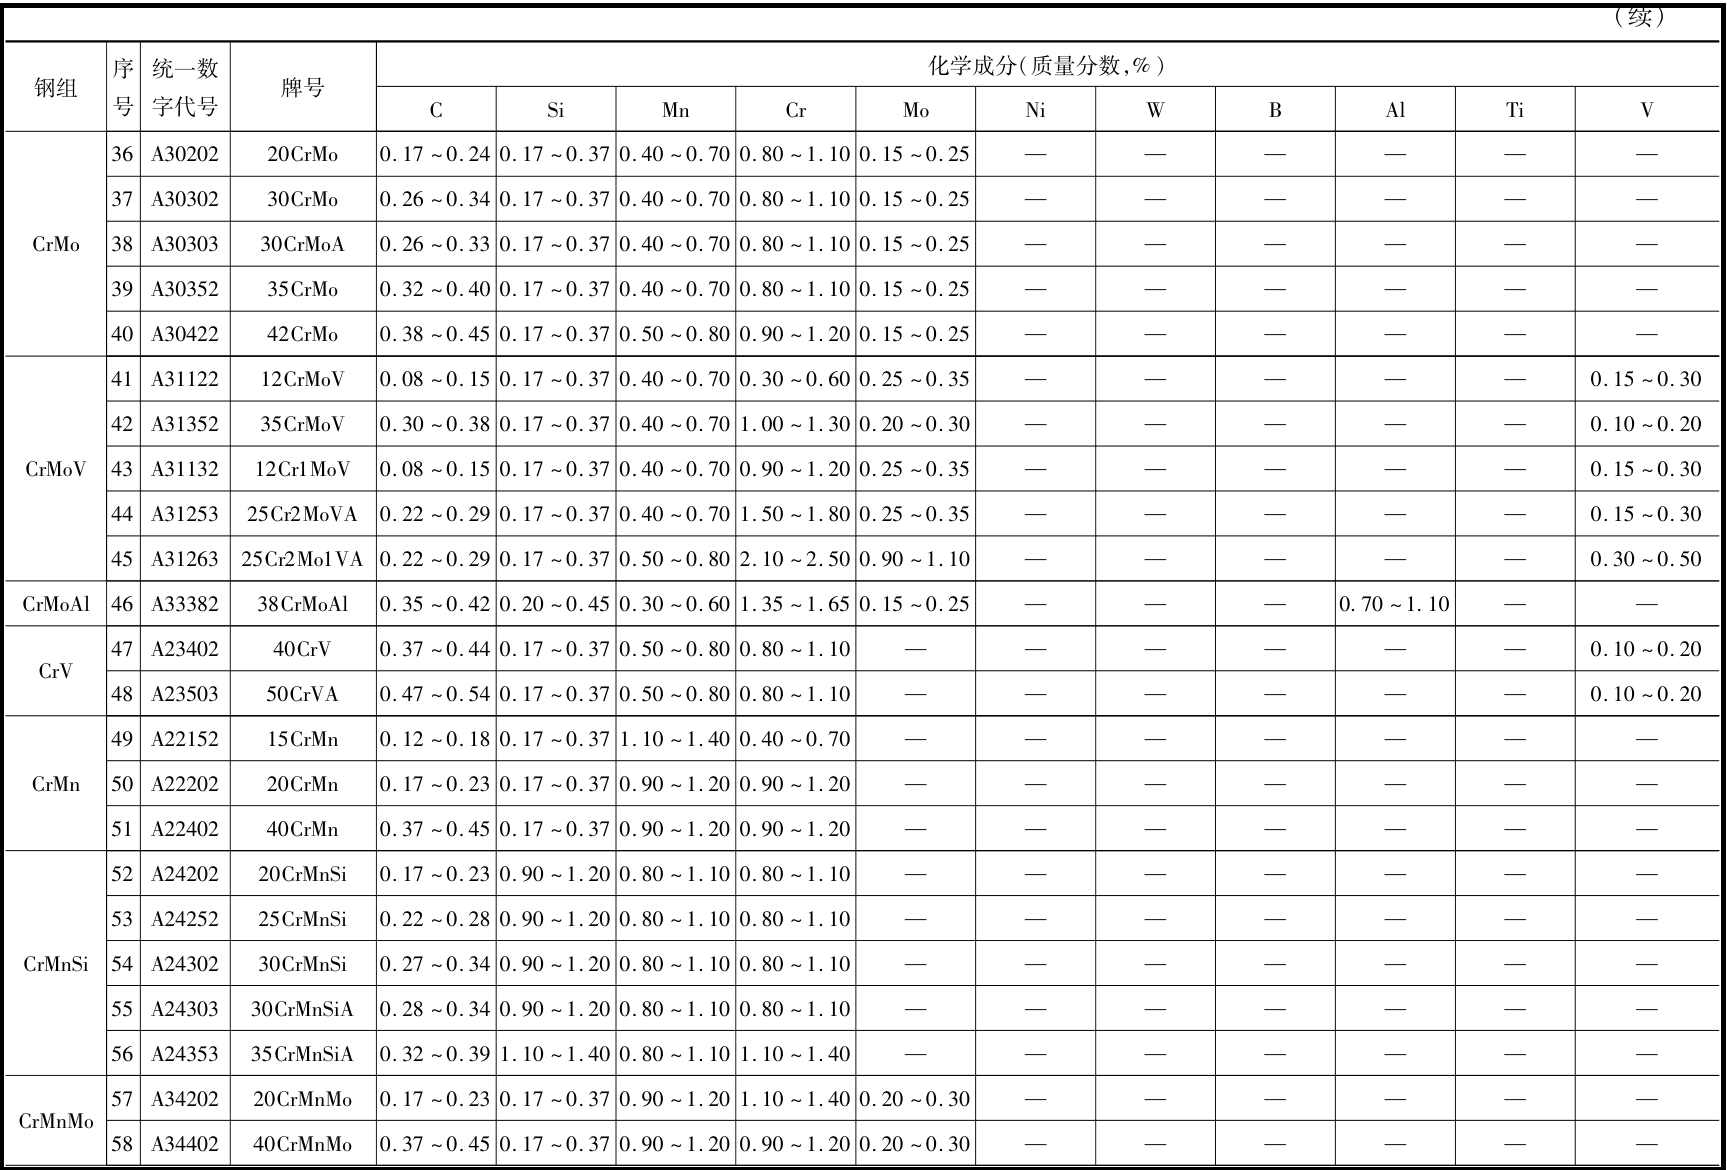 （续）
钢组 序号 统一数字代号 牌号 化学成分(质量分数,%)
C Si Mn Cr Mo Ni W B Al Ti V
CrMo
36 A30202 20CrMo 0.17~0.24 0.17~0.37 0.40~0.70 0.80~1.10 0.15~0.25 — — — — — —
37 A30302 30CrMo 0.26~0.34 0.17~0.37 0.40~0.70 0.80~1.10 0.15~0.25 — — — — — —
38 A30303 30CrMoA 0.26~0.33 0.17~0.37 0.40~0.70 0.80~1.10 0.15~0.25 — — — — — —
39 A30352 35CrMo 0.32~0.40 0.17~0.37 0.40~0.70 0.80~1.10 0.15~0.25 — — — — — —
40 A30422 42CrMo 0.38~0.45 0.17~0.37 0.50~0.80 0.90~1.20 0.15~0.25 — — — — — —
CrMoV
41 A31122 12CrMoV 0.08~0.15 0.17~0.37 0.40~0.70 0.30~0.60 0.25~0.35 — — — — — 0.15~0.30
42 A31352 35CrMoV 0.30~0.38 0.17~0.37 0.40~0.70 1.00~1.30 0.20~0.30 — — — — — 0.10~0.20
43 A31132 12Cr1MoV 0.08~0.15 0.17~0.37 0.40~0.70 0.90~1.20 0.25~0.35 — — — — — 0.15~0.30
44 A31253 25Cr2MoVA 0.22~0.29 0.17~0.37 0.40~0.70 1.50~1.80 0.25~0.35 — — — — — 0.15~0.30
45 A31263 25Cr2Mo1VA 0.22~0.29 0.17~0.37 0.50~0.80 2.10~2.50 0.90~1.10 — — — — — 0.30~0.50
CrMoAl 46 A33382 38CrMoAl 0.35~0.42 0.20~0.45 0.30~0.60 1.35~1.65 0.15~0.25 — — — 0.70~1.10 — —
CrV
47 A23402 40CrV 0.37~0.44 0.17~0.37 0.50~0.80 0.80~1.10 — — — — — — 0.10~0.20
48 A23503 50CrVA 0.47~0.54 0.17~0.37 0.50~0.80 0.80~1.10 — — — — — — 0.10~0.20
CrMn
49 A22152 15CrMn 0.12~0.18 0.17~0.37 1.10~1.40 0.40~0.70 — — — — — — —
50 A22202 20CrMn 0.17~0.23 0.17~0.37 0.90~1.20 0.90~1.20 — — — — — — —
51 A22402 40CrMn 0.37~0.45 0.17~0.37 0.90~1.20 0.90~1.20 — — — — — — —
CrMnSi
52 A24202 20CrMnSi 0.17~0.23 0.90~1.20 0.80~1.10 0.80~1.10 — — — — — — —
53 A24252 25CrMnSi 0.22~0.28 0.90~1.20 0.80~1.10 0.80~1.10 — — — — — — —
54 A24302 30CrMnSi 0.27~0.34 0.90~1.20 0.80~1.10 0.80~1.10 — — — — — — —
55 A24303 30CrMnSiA 0.28~0.34 0.90~1.20 0.80~1.10 0.80~1.10 — — — — — — —
56 A24353 35CrMnSiA 0.32~0.39 1.10~1.40 0.80~1.10 1.10~1.40 — — — — — — —
CrMnMo
57 A34202 20CrMnMo 0.17~0.23 0.17~0.37 0.90~1.20 1.10~1.40 0.20~0.30 — — — — — —
58 A34402 40CrMnMo 0.37~0.45 0.17~0.37 0.90~1.20 0.90~1.20 0.20~0.30 — — — — — —